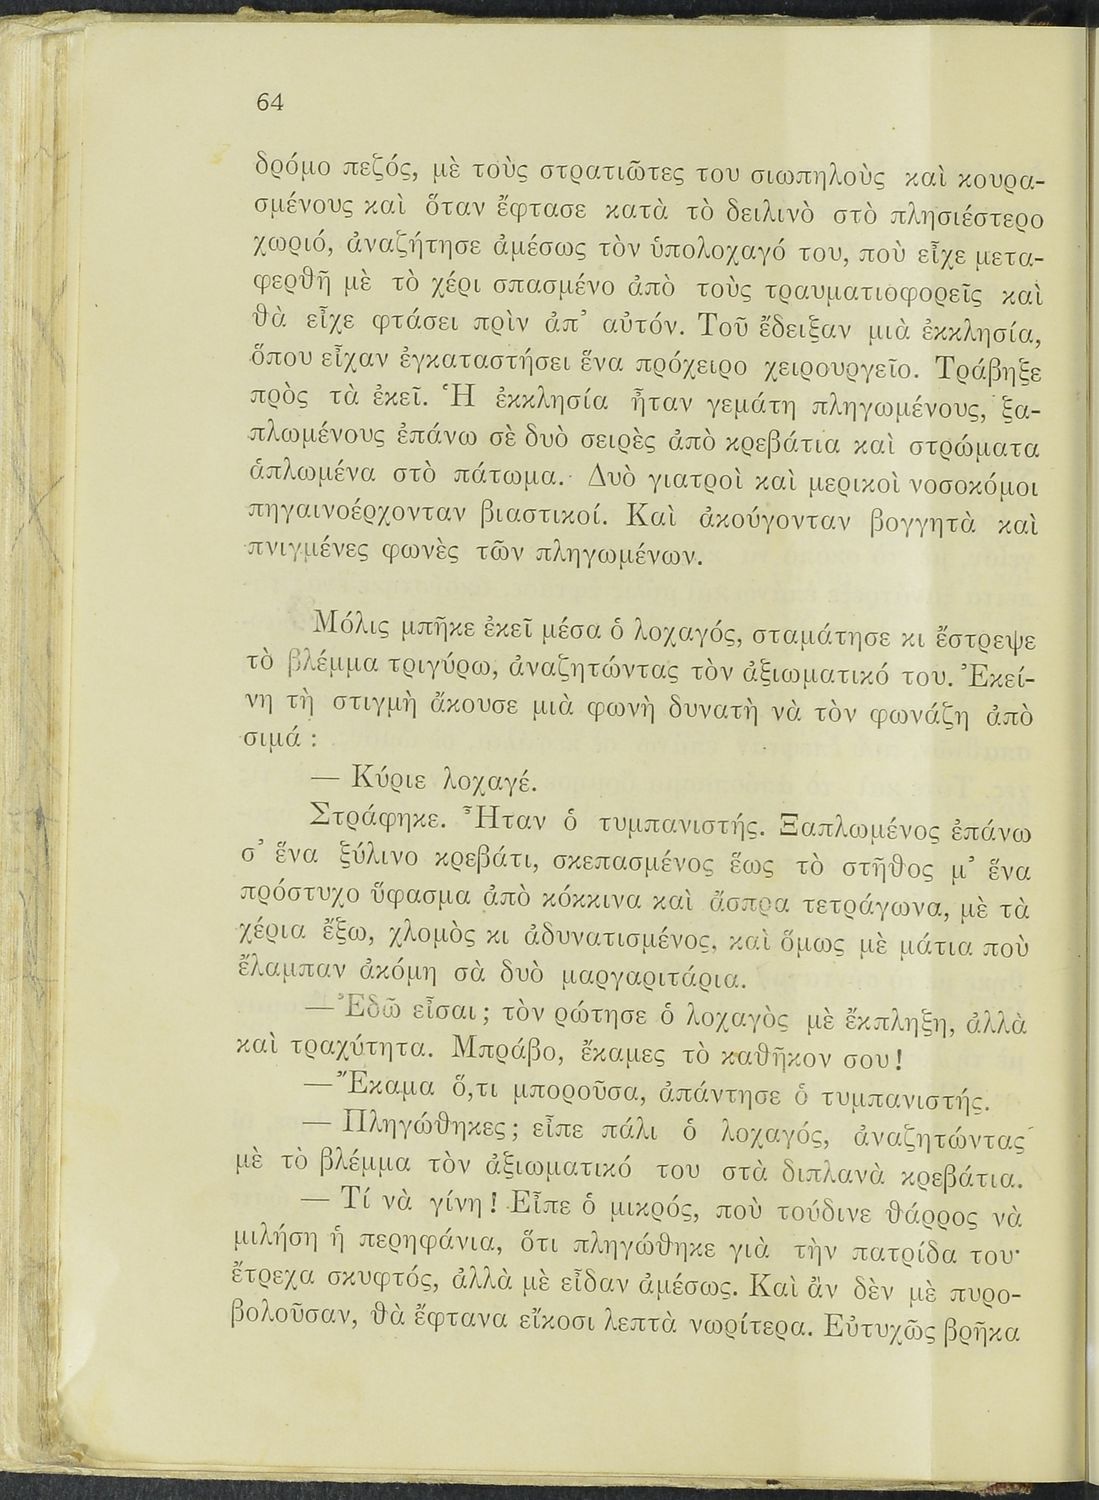 64
δρόμο πεζός, μὲ τοὺς στρατιῶτες του σιωπηλοὺς καὶ κουρα-
σμένους καὶ ὅταν ἔφτασε κατὰ τὸ δειλινὸ στὸ πλησιέστερο
χωριό, ἀναζήτησε ἀμέσως τὸν ὑπολοχαγό του, ποὺ εἶχε μετα-
φερθῆ μὲ τὸ χέρι σπασμένο ἀπὸ τοὺς τραυματιοφορεῖς καὶ
θὰ εἶχε φτάσει πρὶν ἀπ' αὐτόν. Τοῦ ἔδειξαν μιὰ ἐκκλησία,
ὅπου εἶχαν ἐγκαταστήσει ἕνα πρόχειρο χειρουργεῖο. Τράβηξε
πρὸς τὰ ἐκεῖ. Ἡ ἐκκλησία ἦταν γεμάτη πληγωμένους, ξα-
πλωμένους ἐπάνω σὲ δυὸ σειρὲς ἀπὸ κρεβάτια καὶ στρώματα
ἁπλωμένα στὸ πάτωμα. Δυὸ γιατροὶ καὶ μερικοὶ νοσοκόμοι
πηγαινοέρχονταν βιαστικοί. Καὶ ἀκούγονταν βογγητὰ καὶ
πνιγμένες φωνὲς τῶν πληγωμένων.
Μόλις μπῆκε ἐκεῖ μέσα ὁ λοχαγός, σταμάτησε κι ἔστρεψε
τὸ βλέμμα τριγύρω, ἀναζητώντας τὸν ἀξιωματικό του. Ἐκεί-
νη τὴ στιγμὴ ἄκουσε μιὰ φωνὴ δυνατὴ νὰ τὸν φωνάζη ἀπὸ
σιμά :
— Κύριε λοχαγέ.
Στράφηκε. Ἦταν ὁ τυμπανιστής. Ξαπλωμένος ἐπάνω
σ' ἕνα ξύλινο κρεβάτι, σκεπασμένος ἕως τὸ στῆθος μ' ἕνα
πρόστυχο ὕφασμα ἀπὸ κόκκινα καὶ ἄσπρα τετράγωνα, μὲ τὰ
χέρια ἔξω, χλομὸς κι ἀδυνατισμένος, καὶ ὅμως μὲ μάτια ποὺ
ἔλαμπαν ἀκόμη σὰ δυὸ μαργαριτάρια.
— Ἐδῶ εἶσαι ; τὸν ρώτησε ὁ λοχαγὸς μὲ ἔκπληξη, ἀλλὰ
καὶ τραχύτητα. Μπράβο, ἔκαμες τὸ καθῆκον σου !
— Ἔκαμα ὅ,τι μποροῦσα, ἀπάντησε ὁ τυμπανιστής.
— Πληγώθηκες ; εἶπε πάλι ὁ λοχαγός, ἀναζητώντας
μὲ τὸ βλέμμα τὸν ἀξιωματικό του στὰ διπλανὰ κρεβάτια.
— Τί νὰ γίνη ! Εἶπε ὁ μικρός, ποὺ τούδινε θάρρος νὰ
μιλήση ἡ περηφάνια, ὅτι πληγώθηκε γιὰ τὴν πατρίδα του·
ἔτρεχα σκυφτός, ἀλλὰ μὲ εἶδαν ἀμέσως. Καὶ ἂν δὲν μὲ πυρο-
βολοῦσαν, θὰ ἔφτανα εἴκοσι λεπτὰ νωρίτερα. Εὐτυχῶς βρῆκα